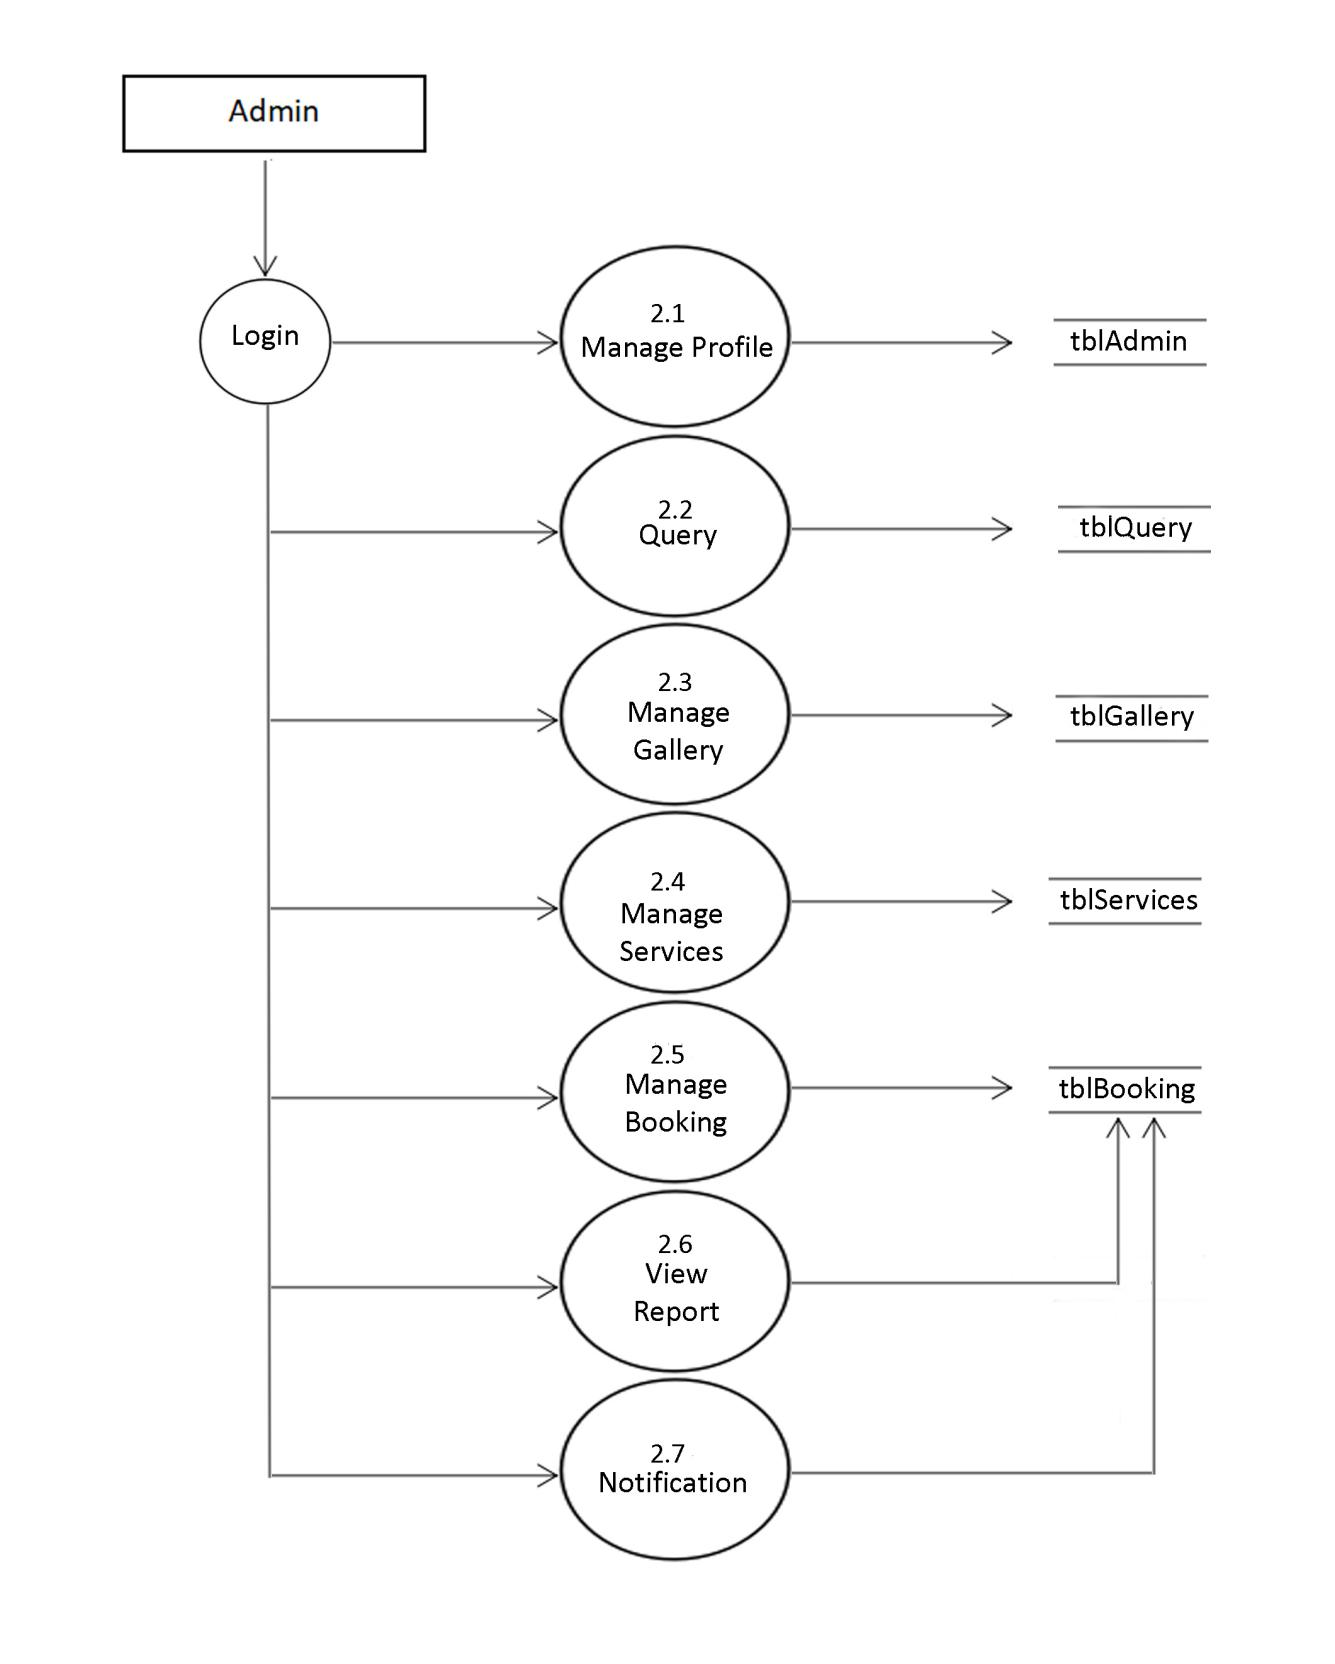 Admin
Login
2.1
Manage Profile
tblAdmin
2.2
Query
tblQuery
2.3
Manage
Gallery
tblGallery
2.4
Manage
Services
tblServices
2.5
Manage
Booking
tblBooking
2.6
View
Report
2.7
Notification